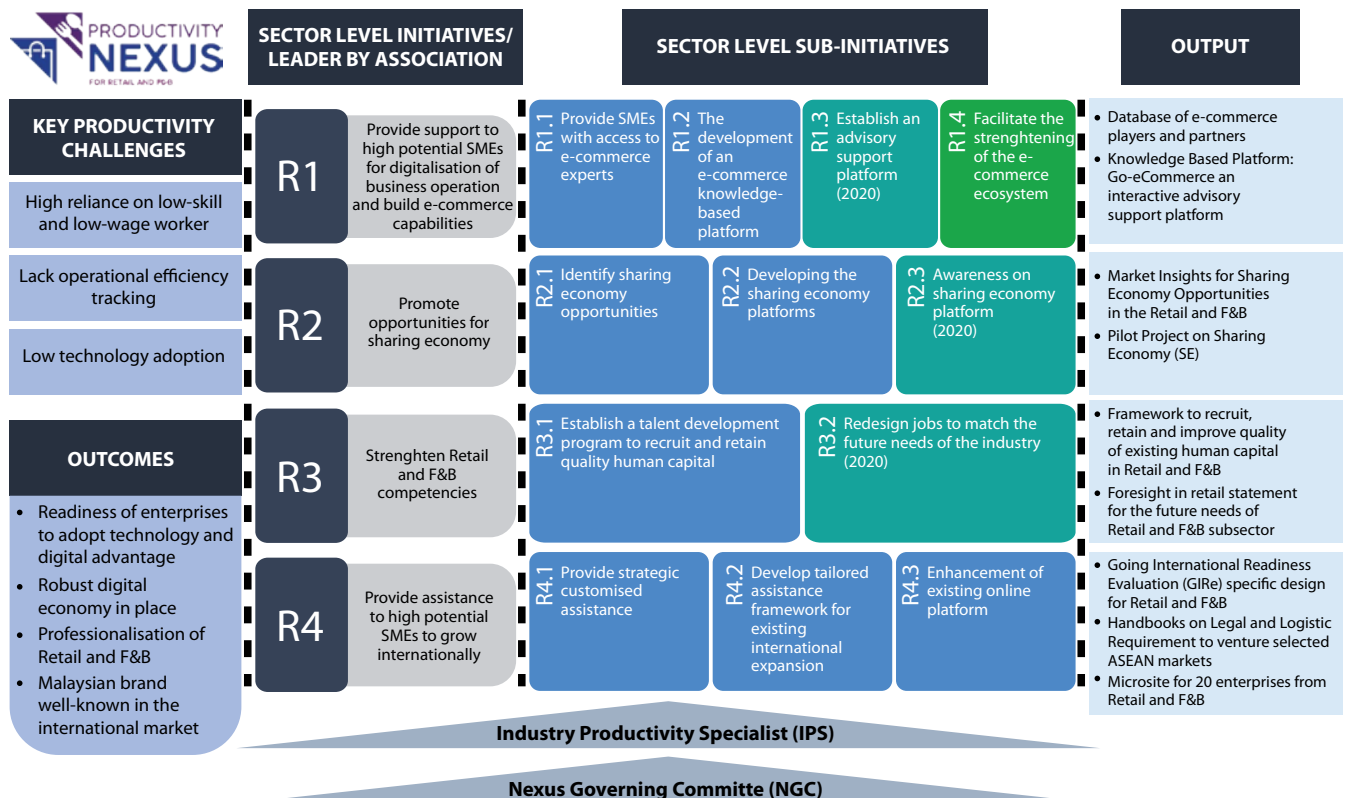 PRODUCTIVITY
NEXUS
FOR RETAIL AND F&B
SECTOR LEVEL INITIATIVES/
LEADER BY ASSOCIATION
SECTOR LEVEL SUB-INITIATIVES
OUTPUT
KEY PRODUCTIVITY
CHALLENGES
High reliance on low-skill
and low-wage worker
Lack operational efficiency
tracking
Low technology adoption
OUTCOMES
• Readiness of enterprises
to adopt technology and
digital advantage
• Robust digital
economy in place
• Professionalisation of
Retail and F&B
• Malaysian brand
well-known in the
international market
R1
Provide support to
high potential SMEs
for digitalisation of
business operation
and build e-commerce
capabilities
R1.1
Provide SMEs
with access to
e-commerce
experts
R1.2
The
development
of an
e-commerce
knowledge-
based
platform
R1.3
Establish an
advisory
support
platform
(2020)
R1.4
Facilitate the
strenghtening
of the e-
commerce
ecosystem
• Database of e-commerce
players and partners
• Knowledge Based Platform:
Go-eCommerce an
interactive advisory
support platform
R2
Promote
opportunities for
sharing economy
R2.1
Identify sharing
economy
opportunities
R2.2
Developing the
sharing economy
platforms
R2.3
Awareness on
sharing economy
platform
(2020)
• Market Insights for Sharing
Economy Opportunities
in the Retail and F&B
• Pilot Project on Sharing
Economy (SE)
R3
Strenghten Retail
and F&B
competencies
R3.1
Establish a talent development
program to recruit and retain
quality human capital
R3.2
Redesign jobs to match the
future needs of the industry
(2020)
• Framework to recruit,
retain and improve quality
of existing human capital
in Retail and F&B
• Foresight in retail statement
for the future needs of
Retail and F&B subsector
R4
Provide assistance
to high potential
SMEs to grow
internationally
R4.1
Provide strategic
customised
assistance
R4.2
Develop tailored
assistance
framework for
existing
international
expansion
R4.3
Enhancement of
existing online
platform
• Going International Readiness
Evaluation (GIRe) specific design
for Retail and F&B
• Handbooks on Legal and Logistic
Requirement to venture selected
ASEAN markets
• Microsite for 20 enterprises from
Retail and F&B
Industry Productivity Specialist (IPS)
Nexus Governing Committe (NGC)